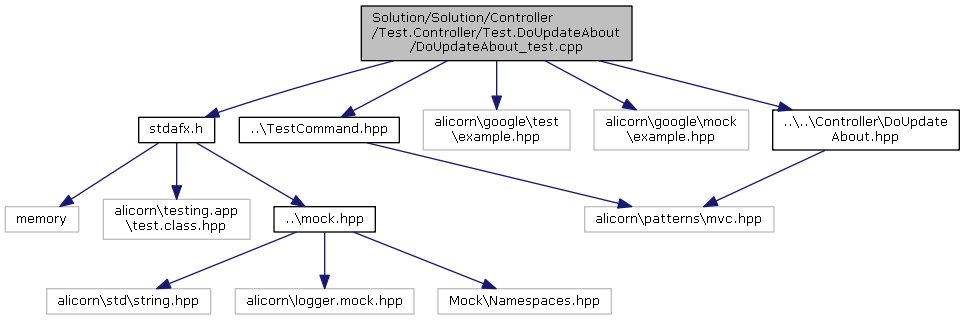 Solution/Solution/Controller
/Test.Controller/Test.DoUpdateAbout
/DoUpdateAbout_test.cpp
stdafx.h
..\TestCommand.hpp
alicorn\google\test
\example.hpp
alicorn\google\mock
\example.hpp
..\..\Controller\DoUpdate
About.hpp
memory
alicorn\testing.app
\test.class.hpp
..\mock.hpp
alicorn\patterns\mvc.hpp
alicorn\std\string.hpp
alicorn\logger.mock.hpp
Mock\Namespaces.hpp